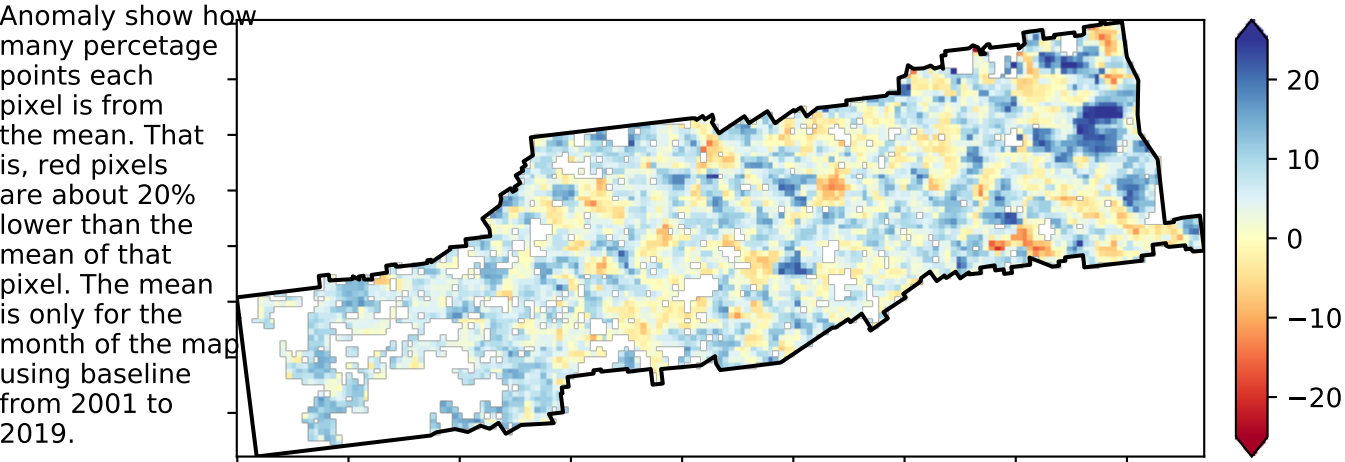 Anomaly show how
many percetage
points each
pixel is from
the mean. That
is, red pixels
are about 20%
lower than the
mean of that
pixel. The mean
is only for the
month of the map
using baseline
from 2001 to
2019.
20
10
0
−10
−20